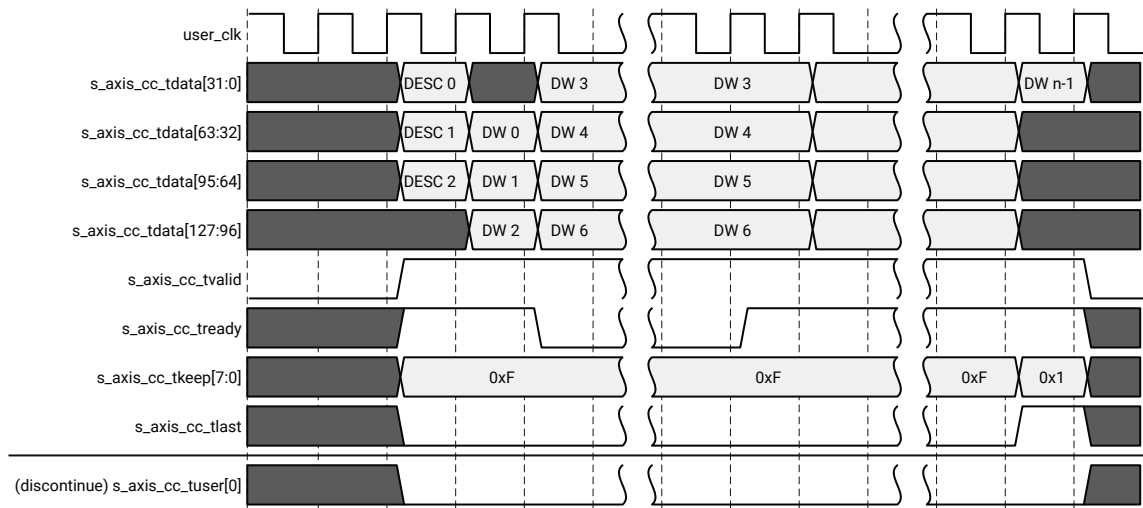 user_clk
s_axis_cc_tdata[31:0] DESC 0 DW 3 DW 3 DW n-1
s_axis_cc_tdata[63:32] DESC 1 DW 0 DW 4 DW 4
s_axis_cc_tdata[95:64] DESC 2 DW 1 DW 5 DW 5
s_axis_cc_tdata[127:96] DW 2 DW 6 DW 6
s_axis_cc_tvalid
s_axis_cc_tready
s_axis_cc_tkeep[7:0] 0xF 0xF 0xF 0x1
s_axis_cc_tlast
(discontinue) s_axis_cc_tuser[0]